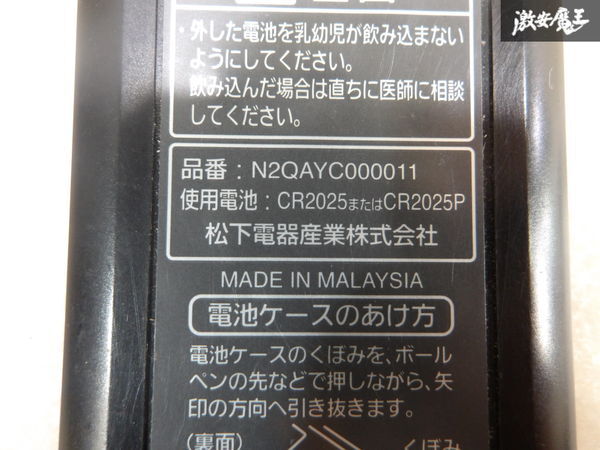 激安魔王
・外した電池を乳幼児が飲み込まない
ようにしてください。
飲み込んだ場合は直ちに医師に相談
してください。
品番：N2QAYC000011
使用電池：CR2025またはCR2025P
松下電器産業株式会社
MADE IN MALAYSIA
電池ケースのあけ方
電池ケースのくぼみを、ボール
ペンの先などで押しながら、矢
印の方向へ引き抜きます。
(裏面)
くぼみ